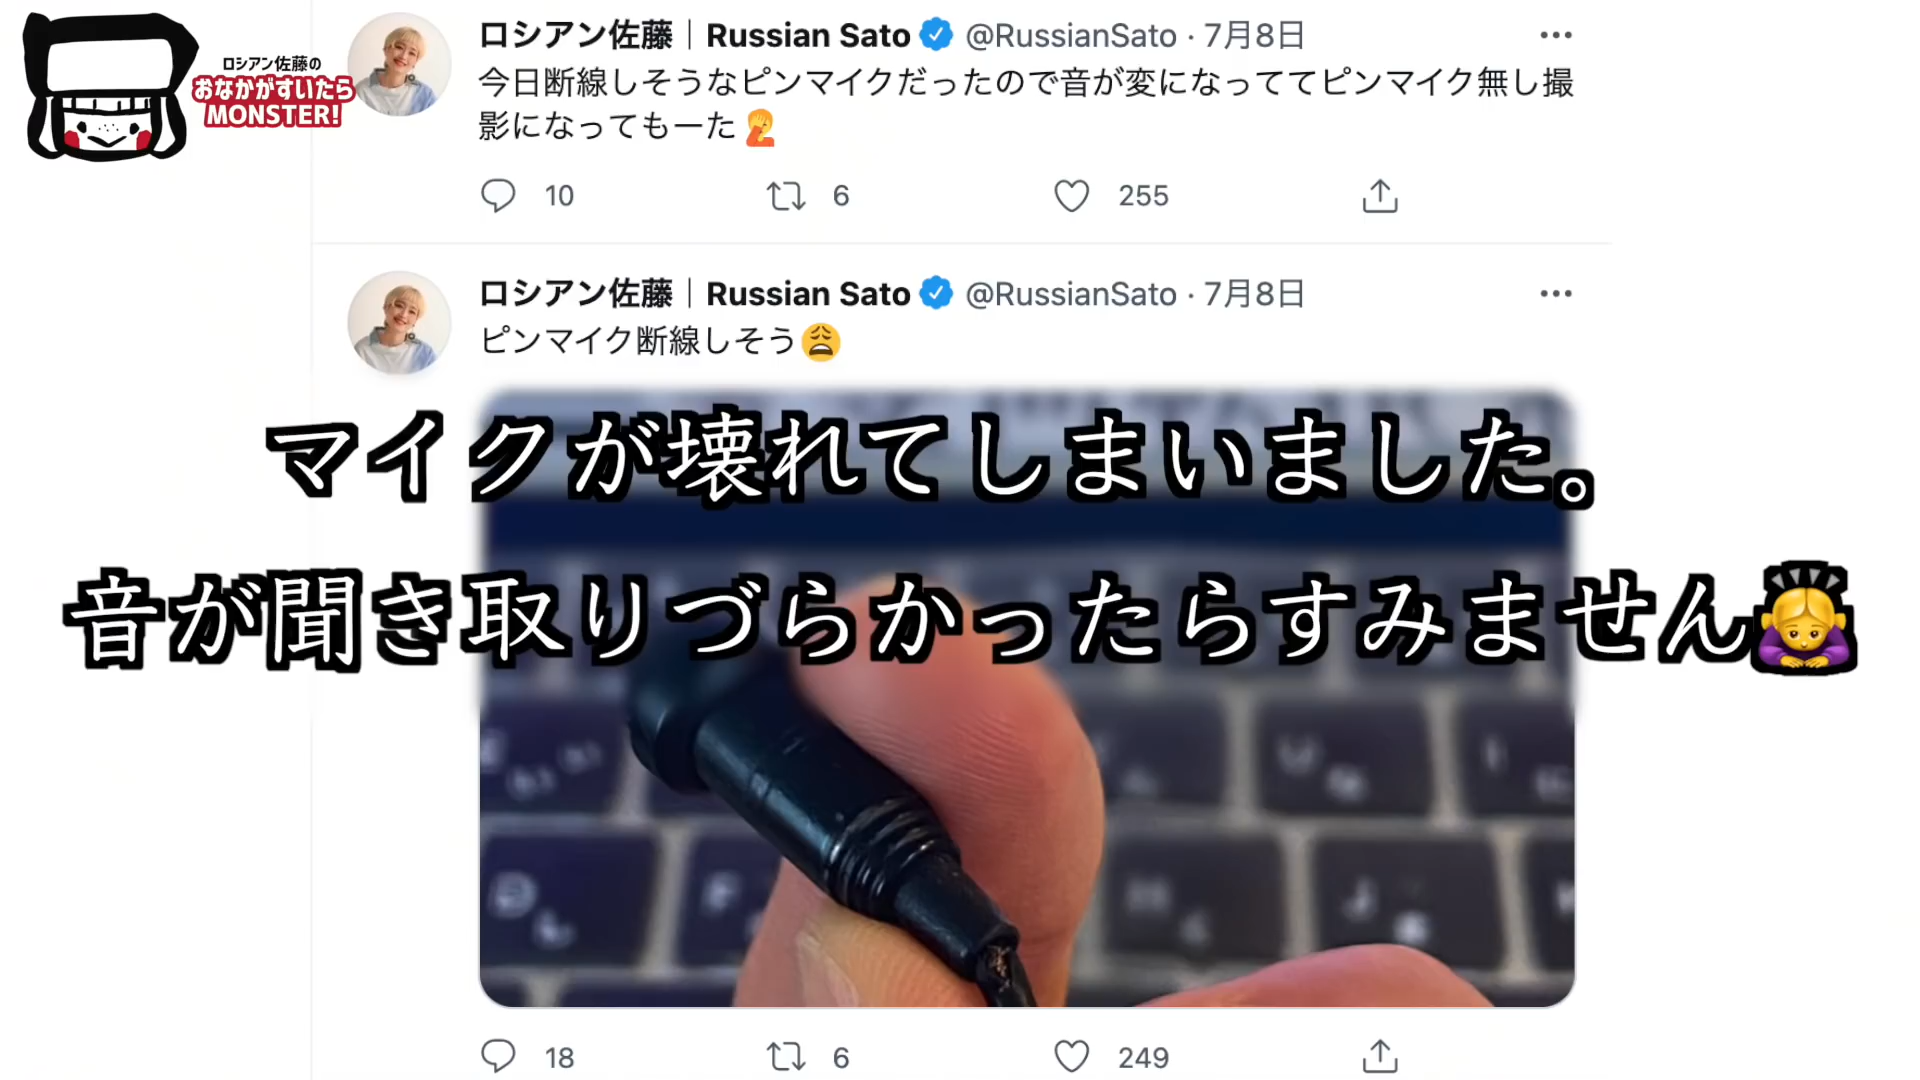 ロシアン佐藤の
おなかがすいたら
MONSTER!
ロシアン佐藤｜Russian Sato @RussianSato · 7月8日
今日断線しそうなピンマイクだったので音が変になっててピンマイク無し撮
影になってもーた🤦
10 6 255
ロシアン佐藤｜Russian Sato @RussianSato · 7月8日
ピンマイク断線しそう😩
マイクが壊れてしまいました。
音が聞き取りづらかったらすみません🙇‍♀️
D し F
H く J
18 6 249